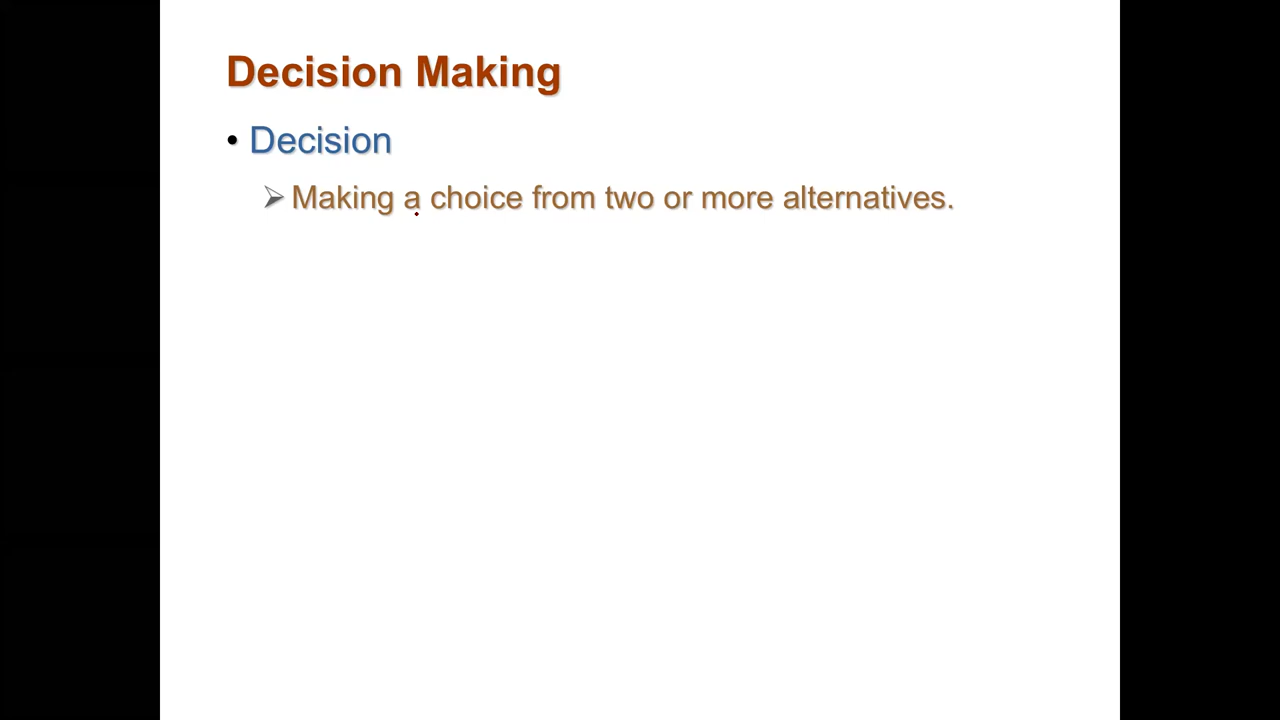 Decision Making
• Decision
➢ Making a choice from two or more alternatives.